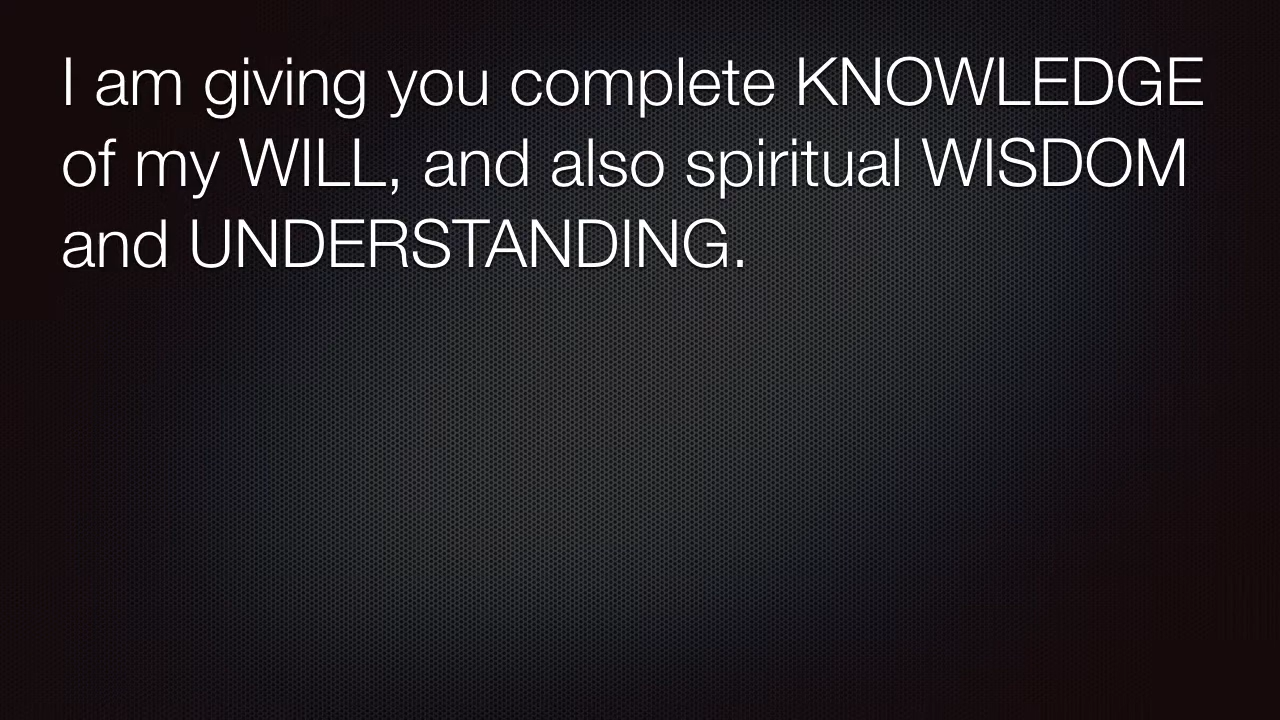 I am giving you complete KNOWLEDGE
of my WILL, and also spiritual WISDOM
and UNDERSTANDING.